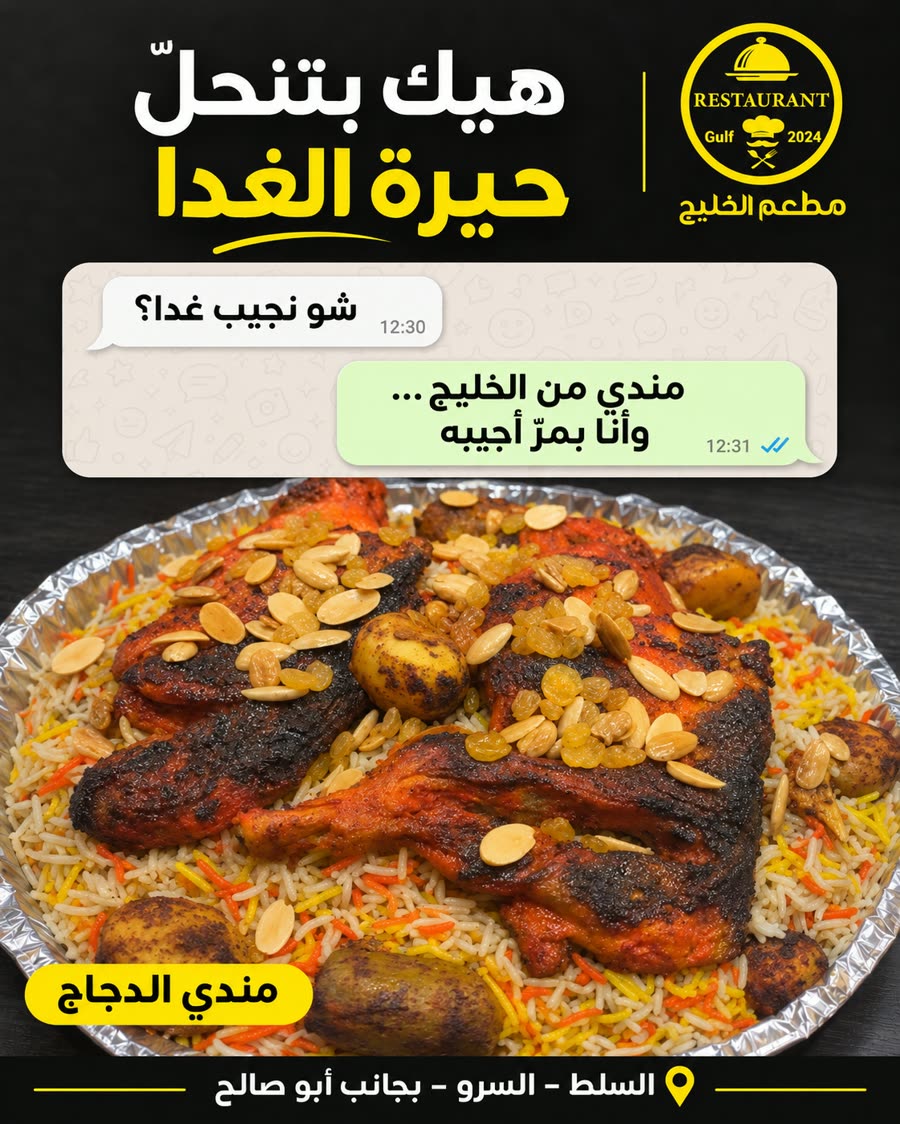 هيك بتنحلّ
حيرة الغدا
RESTAURANT
Gulf 2024
مطعم الخليج
شو نجيب غدا؟
12:30
مندي من الخليج ...
وأنا بمرّ أجيبه
12:31
مندي الدجاج
السلط – السرو – بجانب أبو صالح